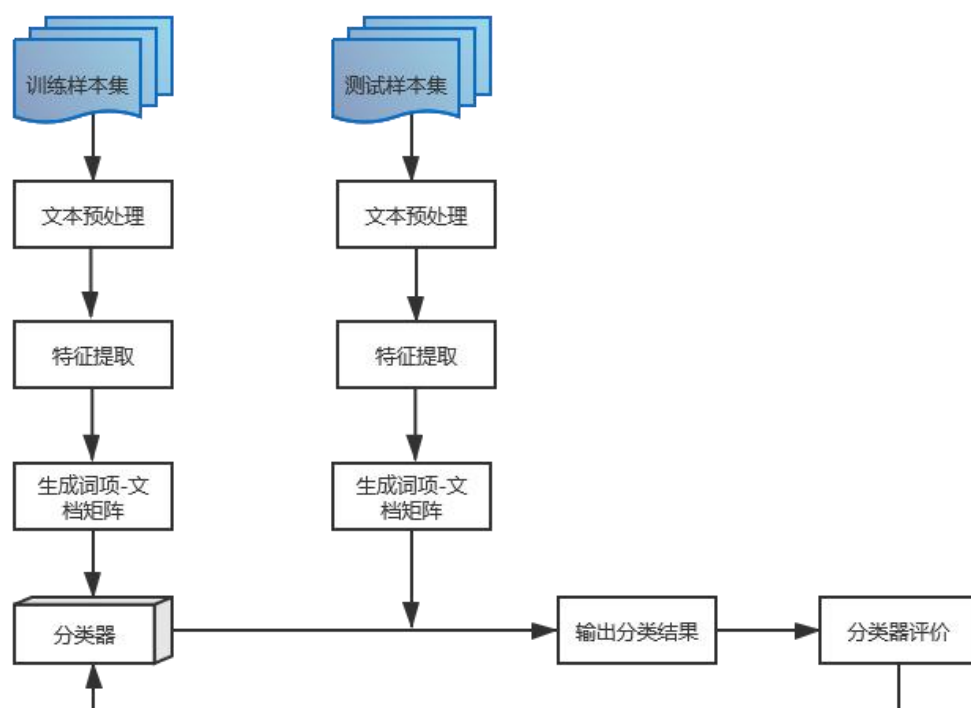 训练样本集
测试样本集
文本预处理
文本预处理
特征提取
特征提取
生成词项-文
档矩阵
生成词项-文
档矩阵
分类器
输出分类结果
分类器评价